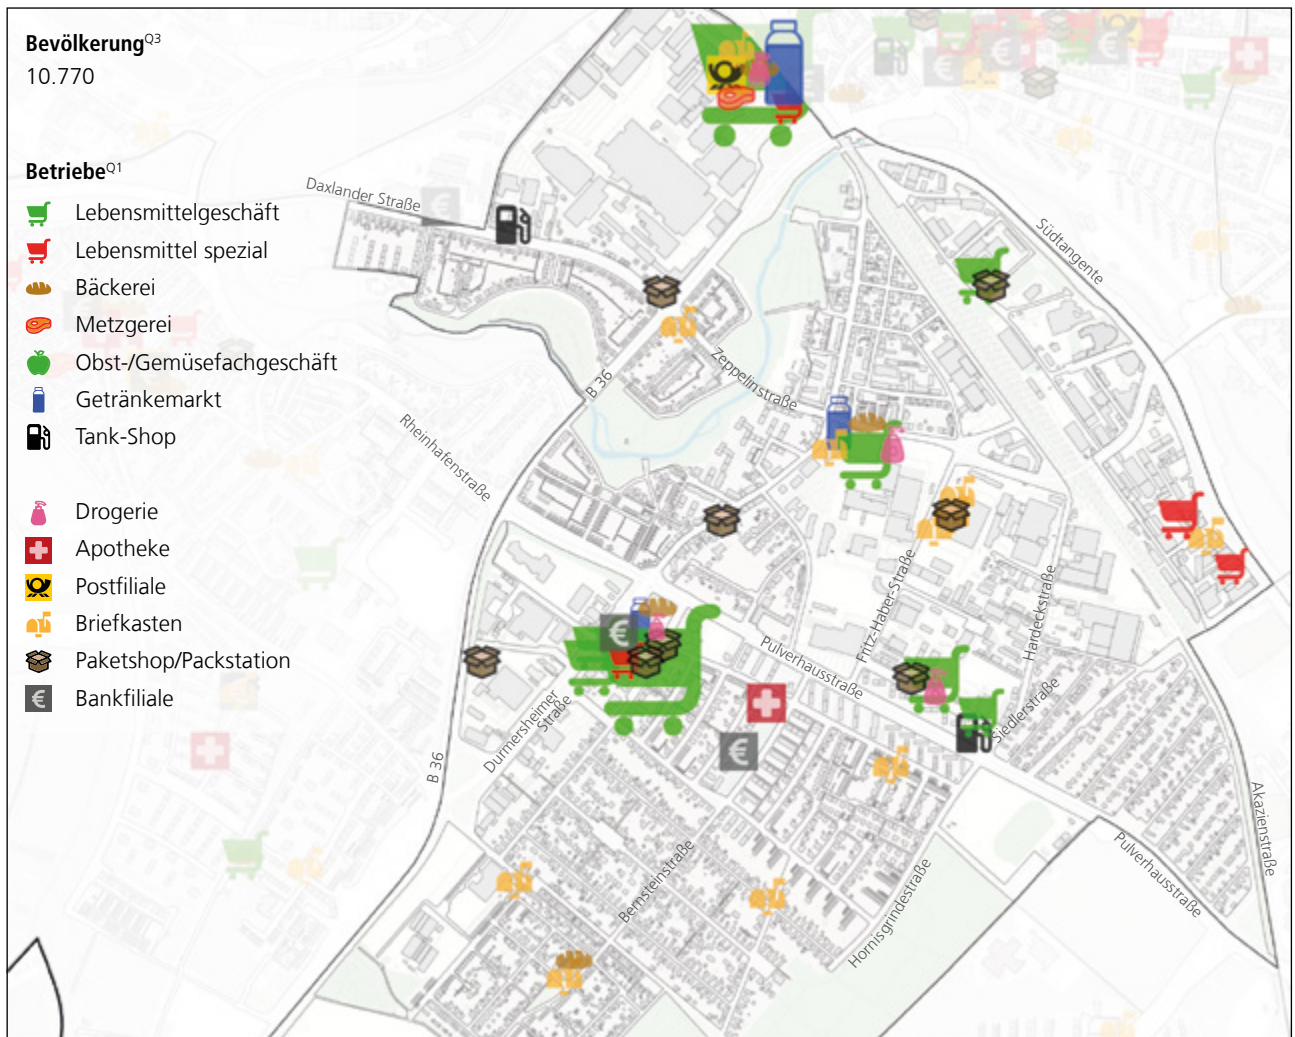 BevölkerungQ3
10.770
BetriebeQ1
Lebensmittelgeschäft
Lebensmittel spezial
Bäckerei
Metzgerei
Obst-/Gemüsefachgeschäft
Getränkemarkt
Tank-Shop
Drogerie
Apotheke
Postfiliale
Briefkasten
Paketshop/Packstation
€ Bankfiliale
Daxlander Straße
€
Südtangente
Zeppelinstraße
B 36
Rheinhafenstraße
Fritz-Haber-Straße
Hardeckstraße
€
Pulverhausstraße
Siedlerstraße
Durmersheimer
Straße
€
B 36
Akazienstraße
Pulverhausstraße
Bernsteinstraße
Hornisgrindestraße